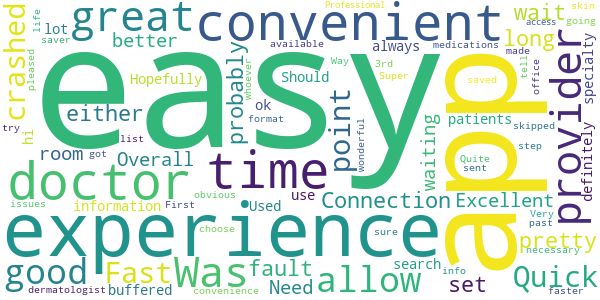 easy
app
experience
convenient
great
time
doctor
provider
Was
good
allow
Quick
Fast
point
crashed
long
wait
probably
either
better
Overall
room
Connection
Excellent
pretty
set
Need
fault
search
use
Used
buffered
information
Waiting
patients
specialty
definitely
always
Should
Hopefully
ok
hi
lot
life
saver
pleased
try
list
got
issues
First
obvious
choose
dermatologist
convenience
format
whoever
available
Way
3rd
Super
Professional
wonderful
medications
made
access
going
skin
office
tell
skipped
step
saved
Quite
sent
Very
past
necessary
sure
info
faster